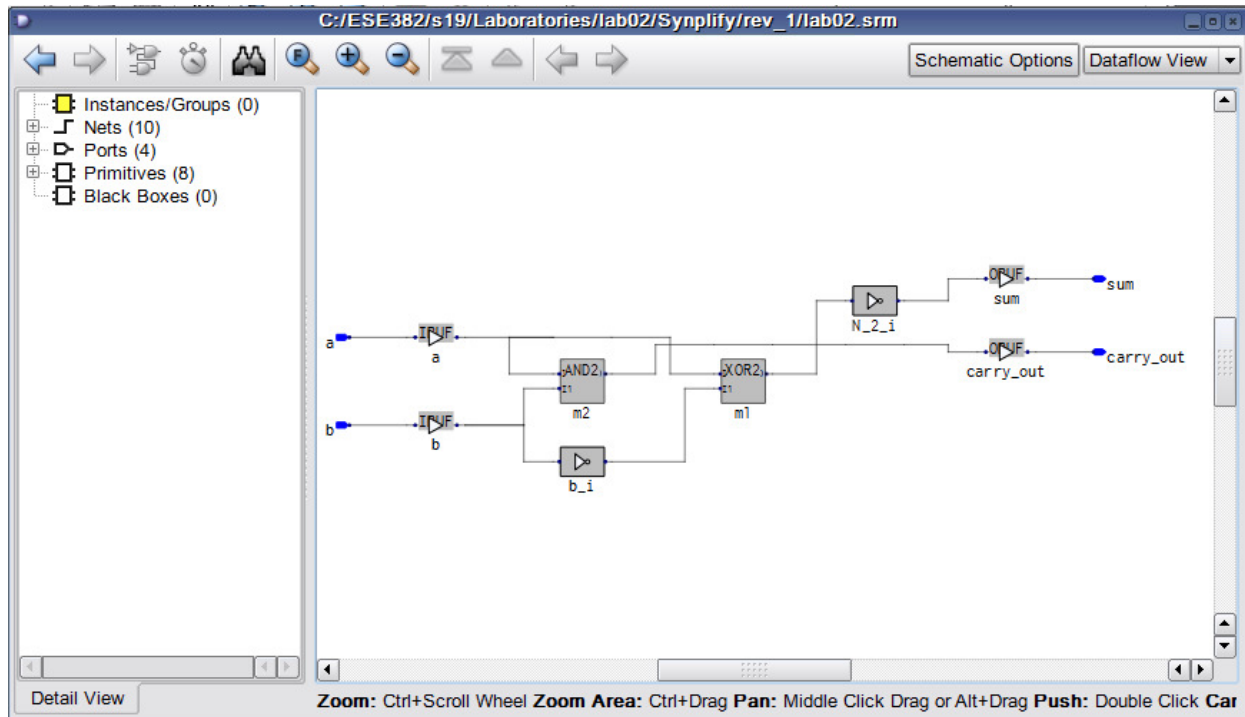 C:/ESE382/s19/Laboratories/lab02/Synplify/rev_1/lab02.srm
F
Schematic Options
Dataflow View
Instances/Groups (0)
Nets (10)
Ports (4)
Primitives (8)
Black Boxes (0)
OBUF
sum
sum
N_2_i
IBUF
a
a
OBUF
carry_out
carry_out
AND2
I1
m2
XOR2
I1
m1
IBUF
b
b
b_i
Detail View
Zoom: Ctrl+Scroll Wheel Zoom Area: Ctrl+Drag Pan: Middle Click Drag or Alt+Drag Push: Double Click Car